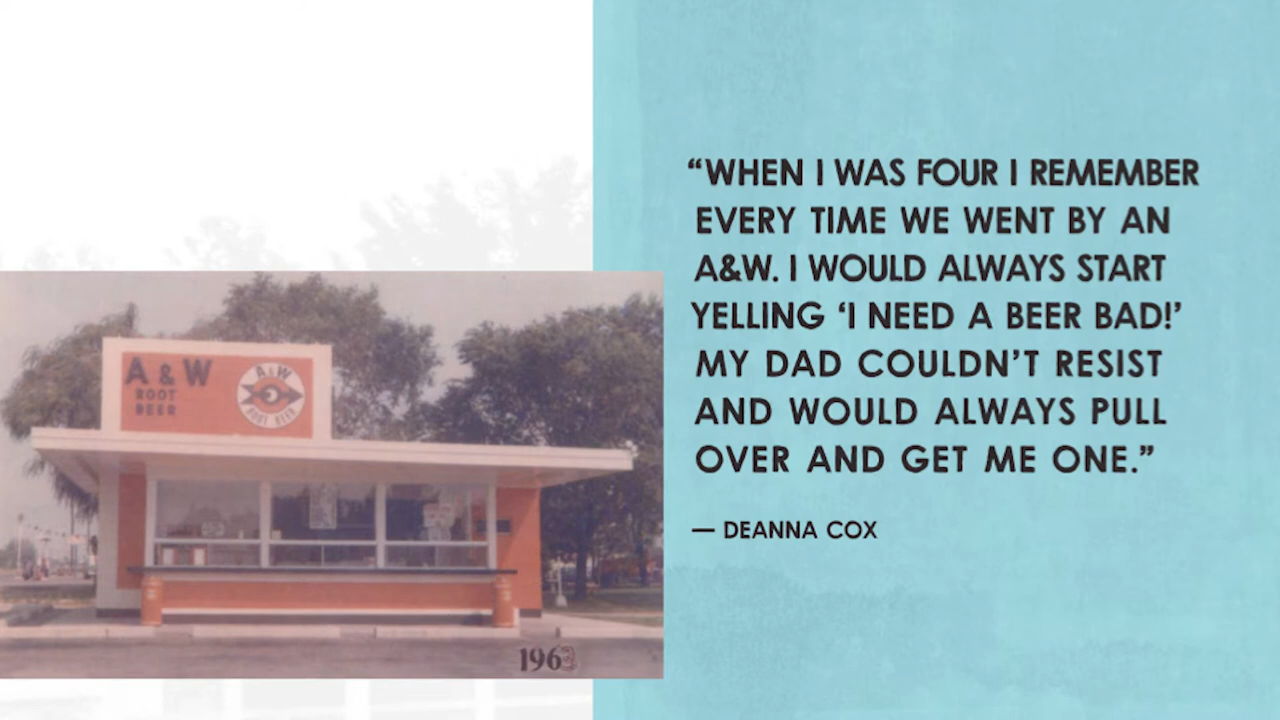 “WHEN I WAS FOUR I REMEMBER
EVERY TIME WE WENT BY AN
A&W. I WOULD ALWAYS START
YELLING ‘I NEED A BEER BAD!’
MY DAD COULDN’T RESIST
AND WOULD ALWAYS PULL
OVER AND GET ME ONE.”
— DEANNA COX
A & W
ROOT
BEER
A&W
ROOT BEER
1963